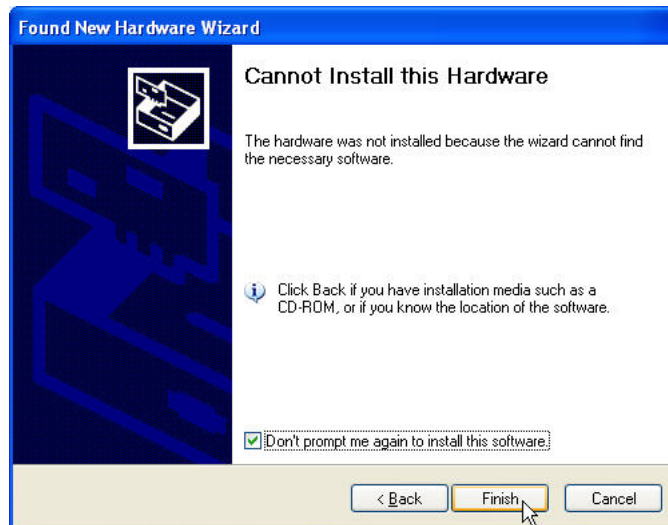 Found New Hardware Wizard
Cannot Install this Hardware
The hardware was not installed because the wizard cannot find
the necessary software.
Click Back if you have installation media such as a
CD-ROM, or if you know the location of the software.
Don't prompt me again to install this software.
< Back Finish Cancel